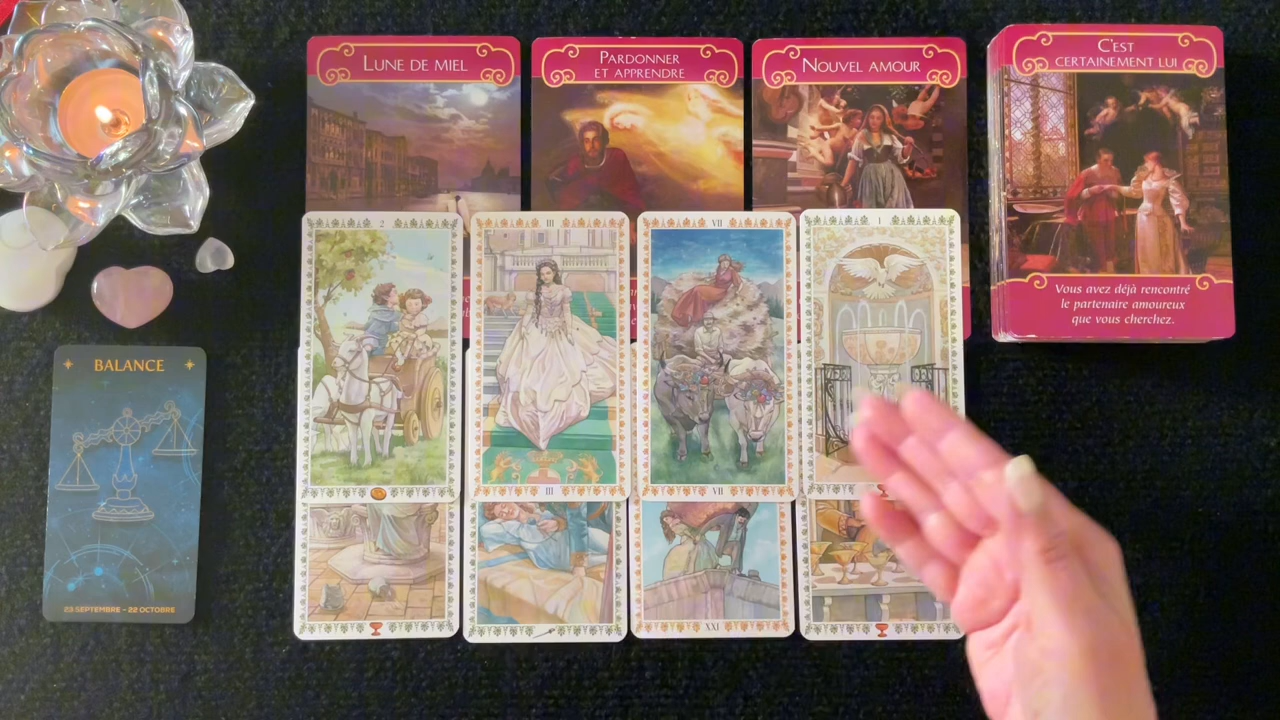 LUNE DE MIEL
PARDONNER
ET APPRENDRE
NOUVEL AMOUR
C'EST
CERTAINEMENT LUI
Vous avez déjà rencontré
le partenaire amoureux
que vous cherchez.
2
III
VII
1
III
VII
XXI
BALANCE
23 SEPTEMBRE - 22 OCTOBRE